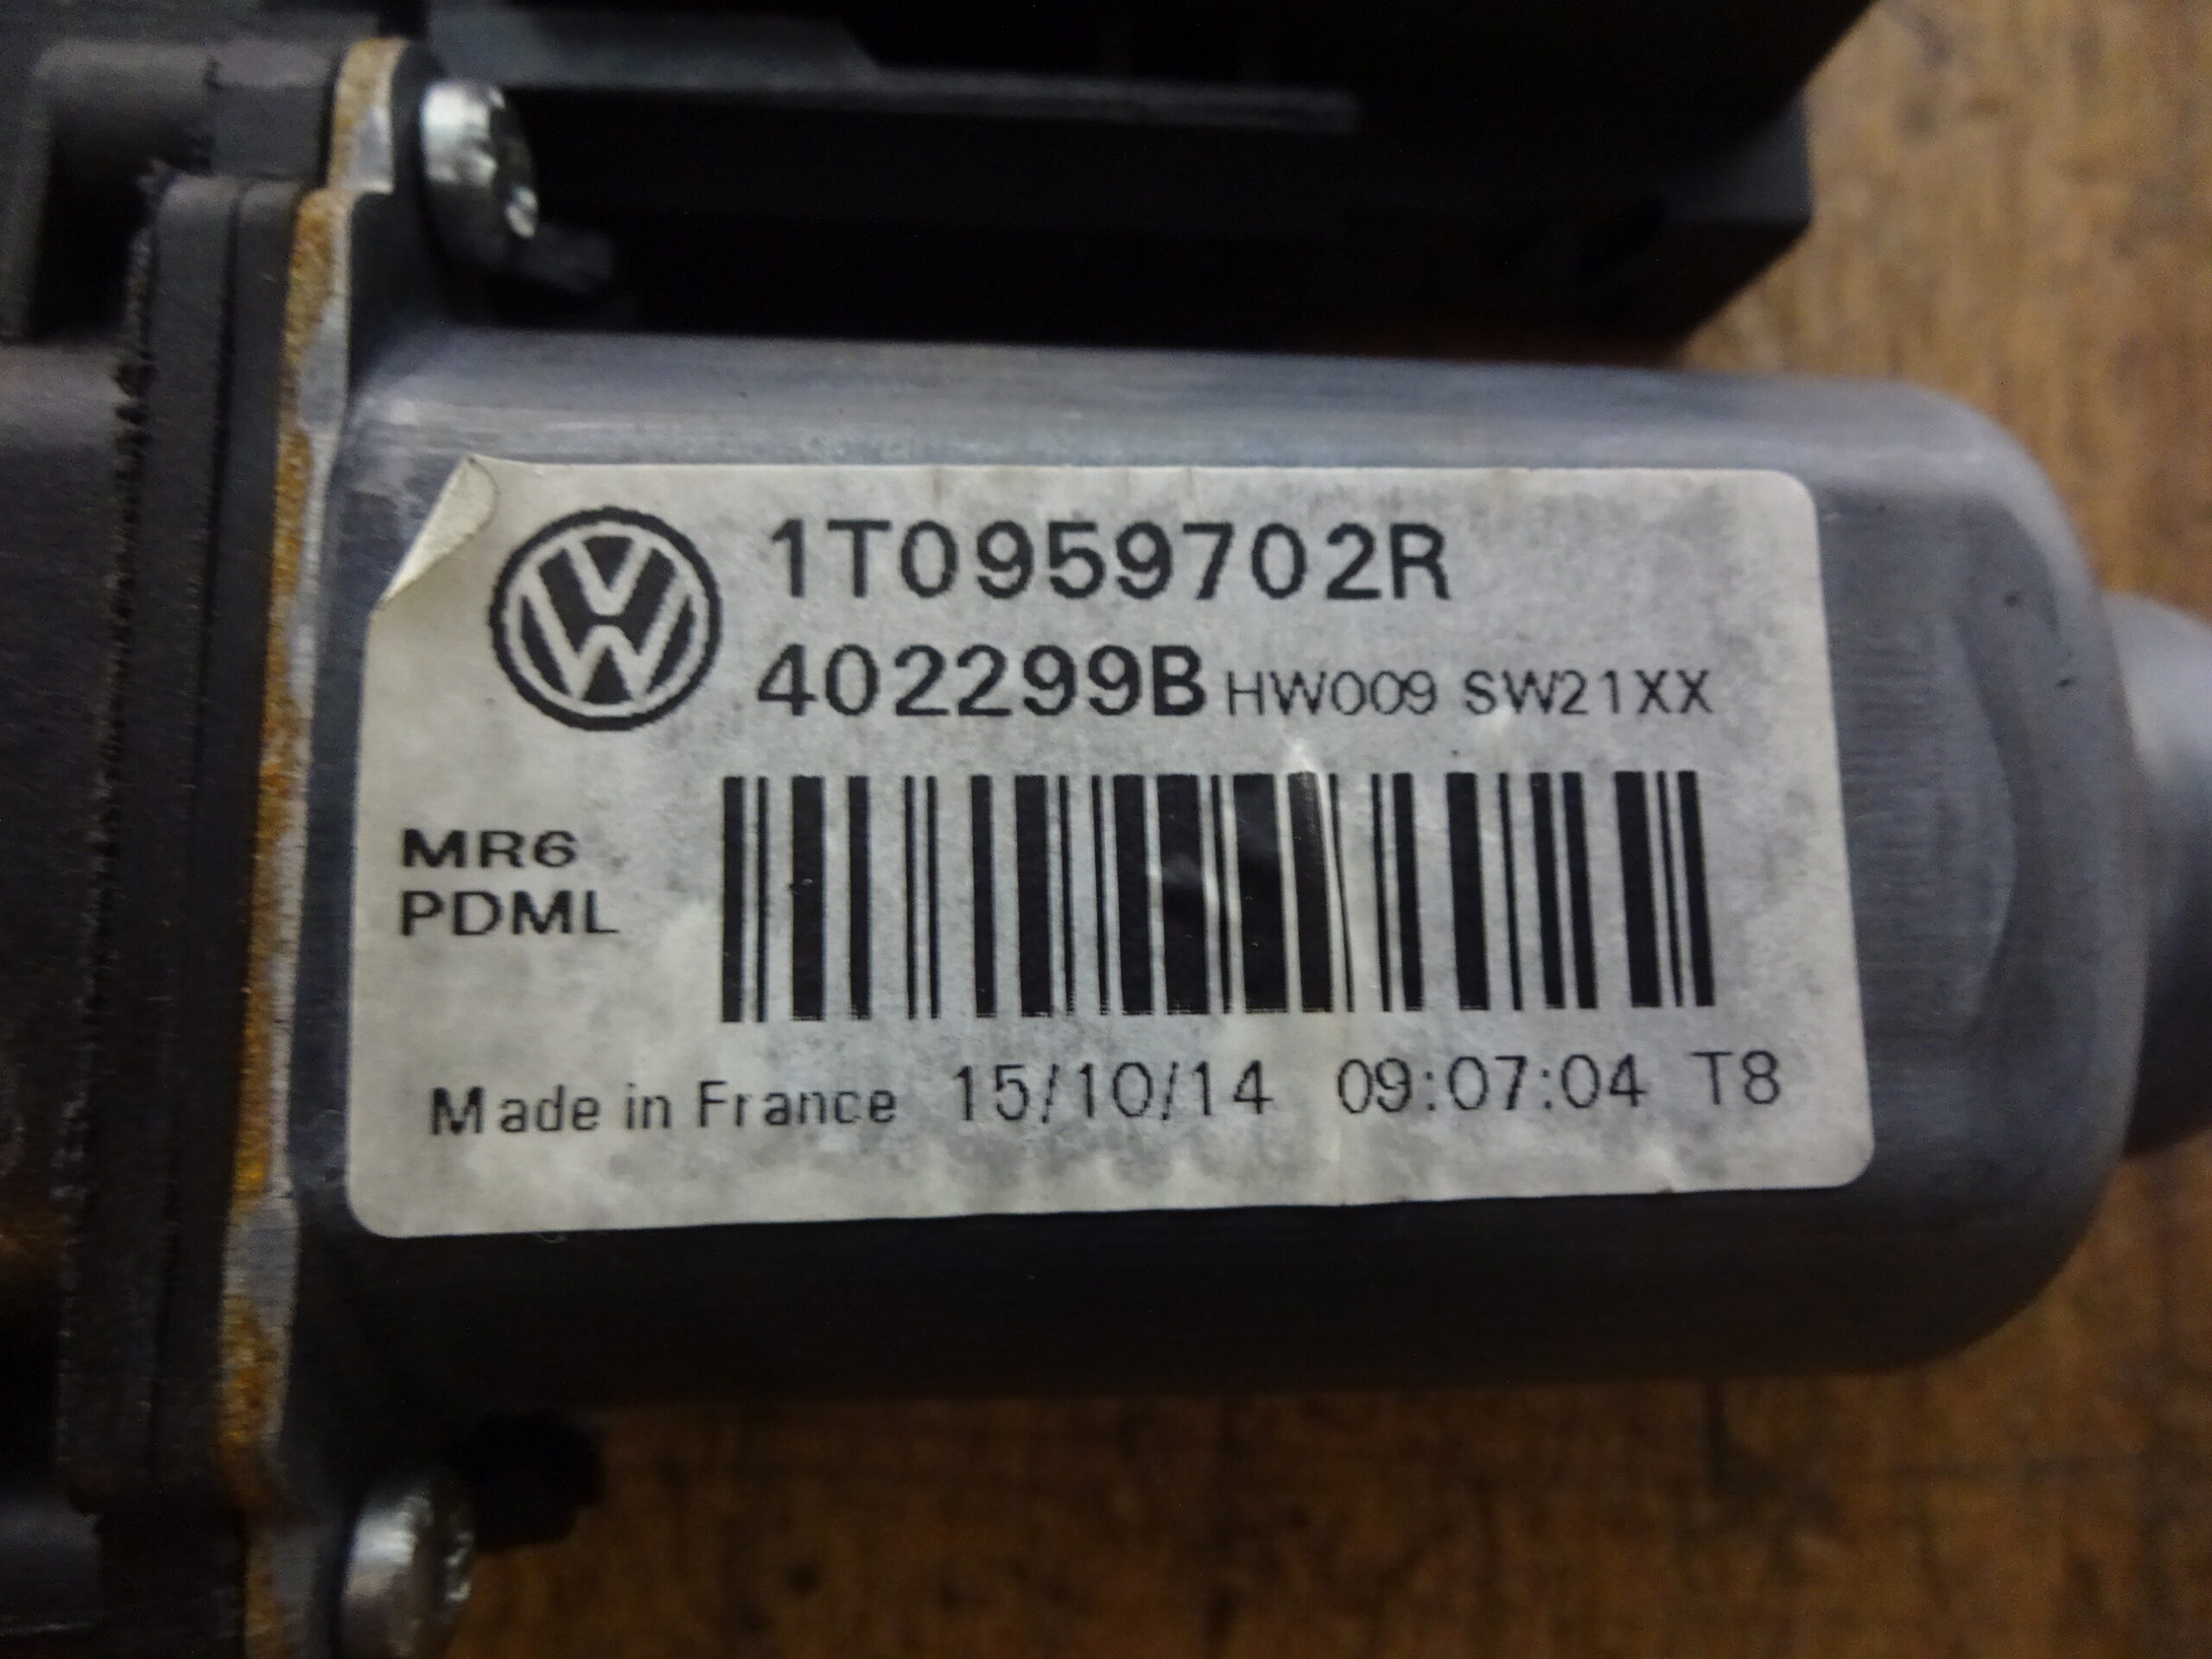 1T0959702R
402299B HW009 SW21XX
MR6
PDML
Made in France 15/10/14 09:07:04 T8